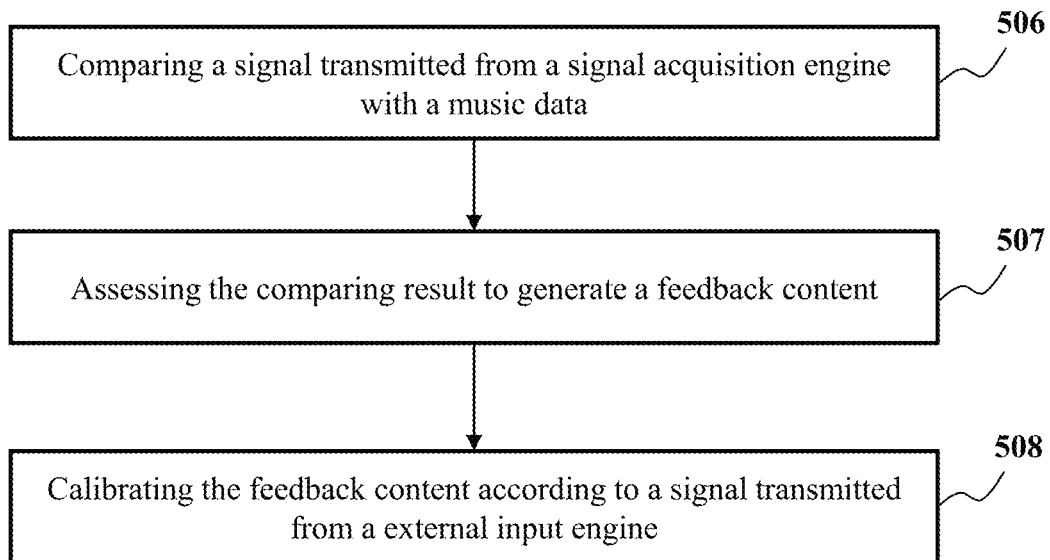 506
Comparing a signal transmitted from a signal acquisition engine
with a music data
507
Assessing the comparing result to generate a feedback content
508
Calibrating the feedback content according to a signal transmitted
from a external input engine